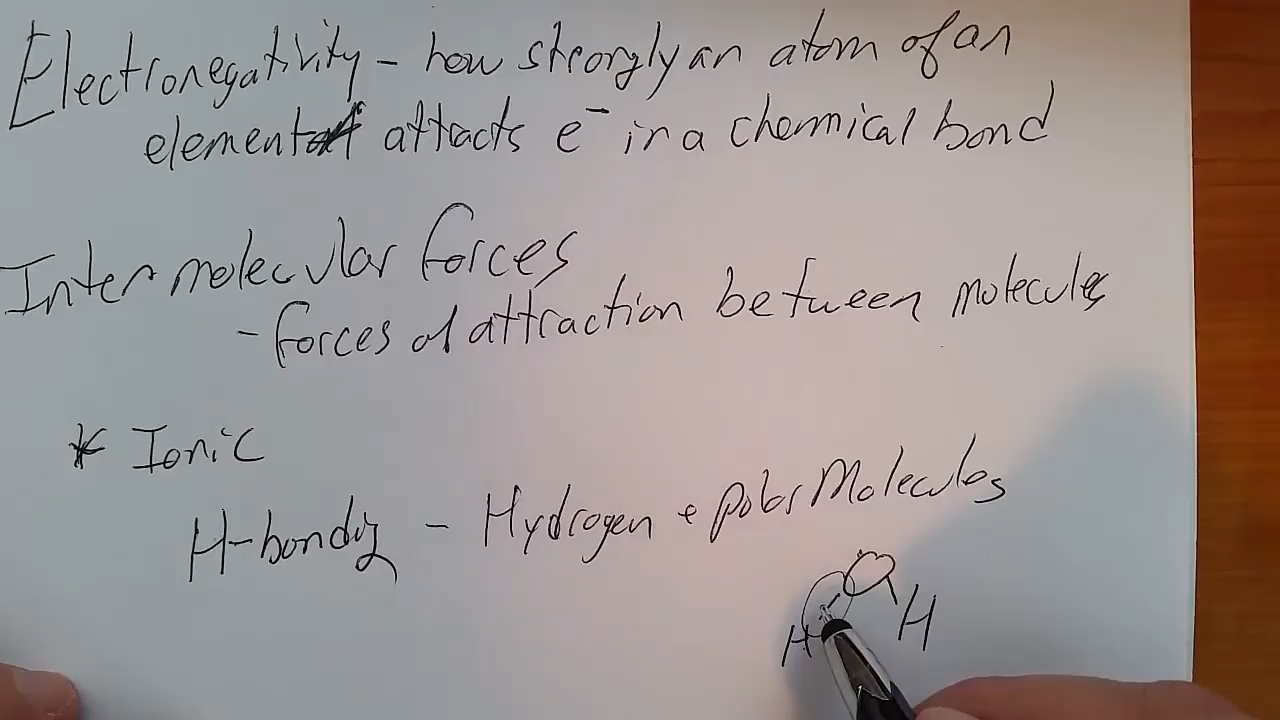 Electronegativity - how strongly an atom of an
element attracts e⁻ in a chemical bond
Intermolecular forces
- forces of attraction between molecules
* Ionic
H-bonding - Hydrogen + polar Molecules
O
H H